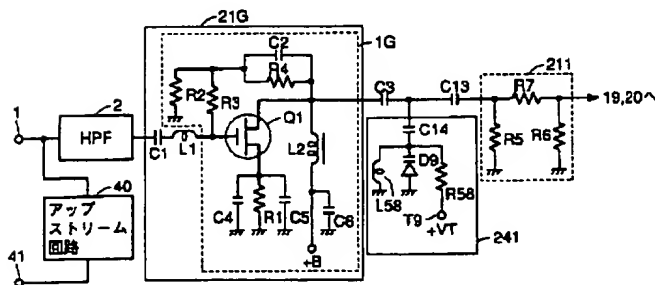 21G
1G
C2
R4
R2
R3
Q1
C3
C13
211
R7
19,20へ
1
2
HPF
C1
L1
L2
C14
R5
R6
D9
R58
L58
T9
+VT
241
40
アップ
ストリーム
回路
41
C4
R1
C5
C6
+B